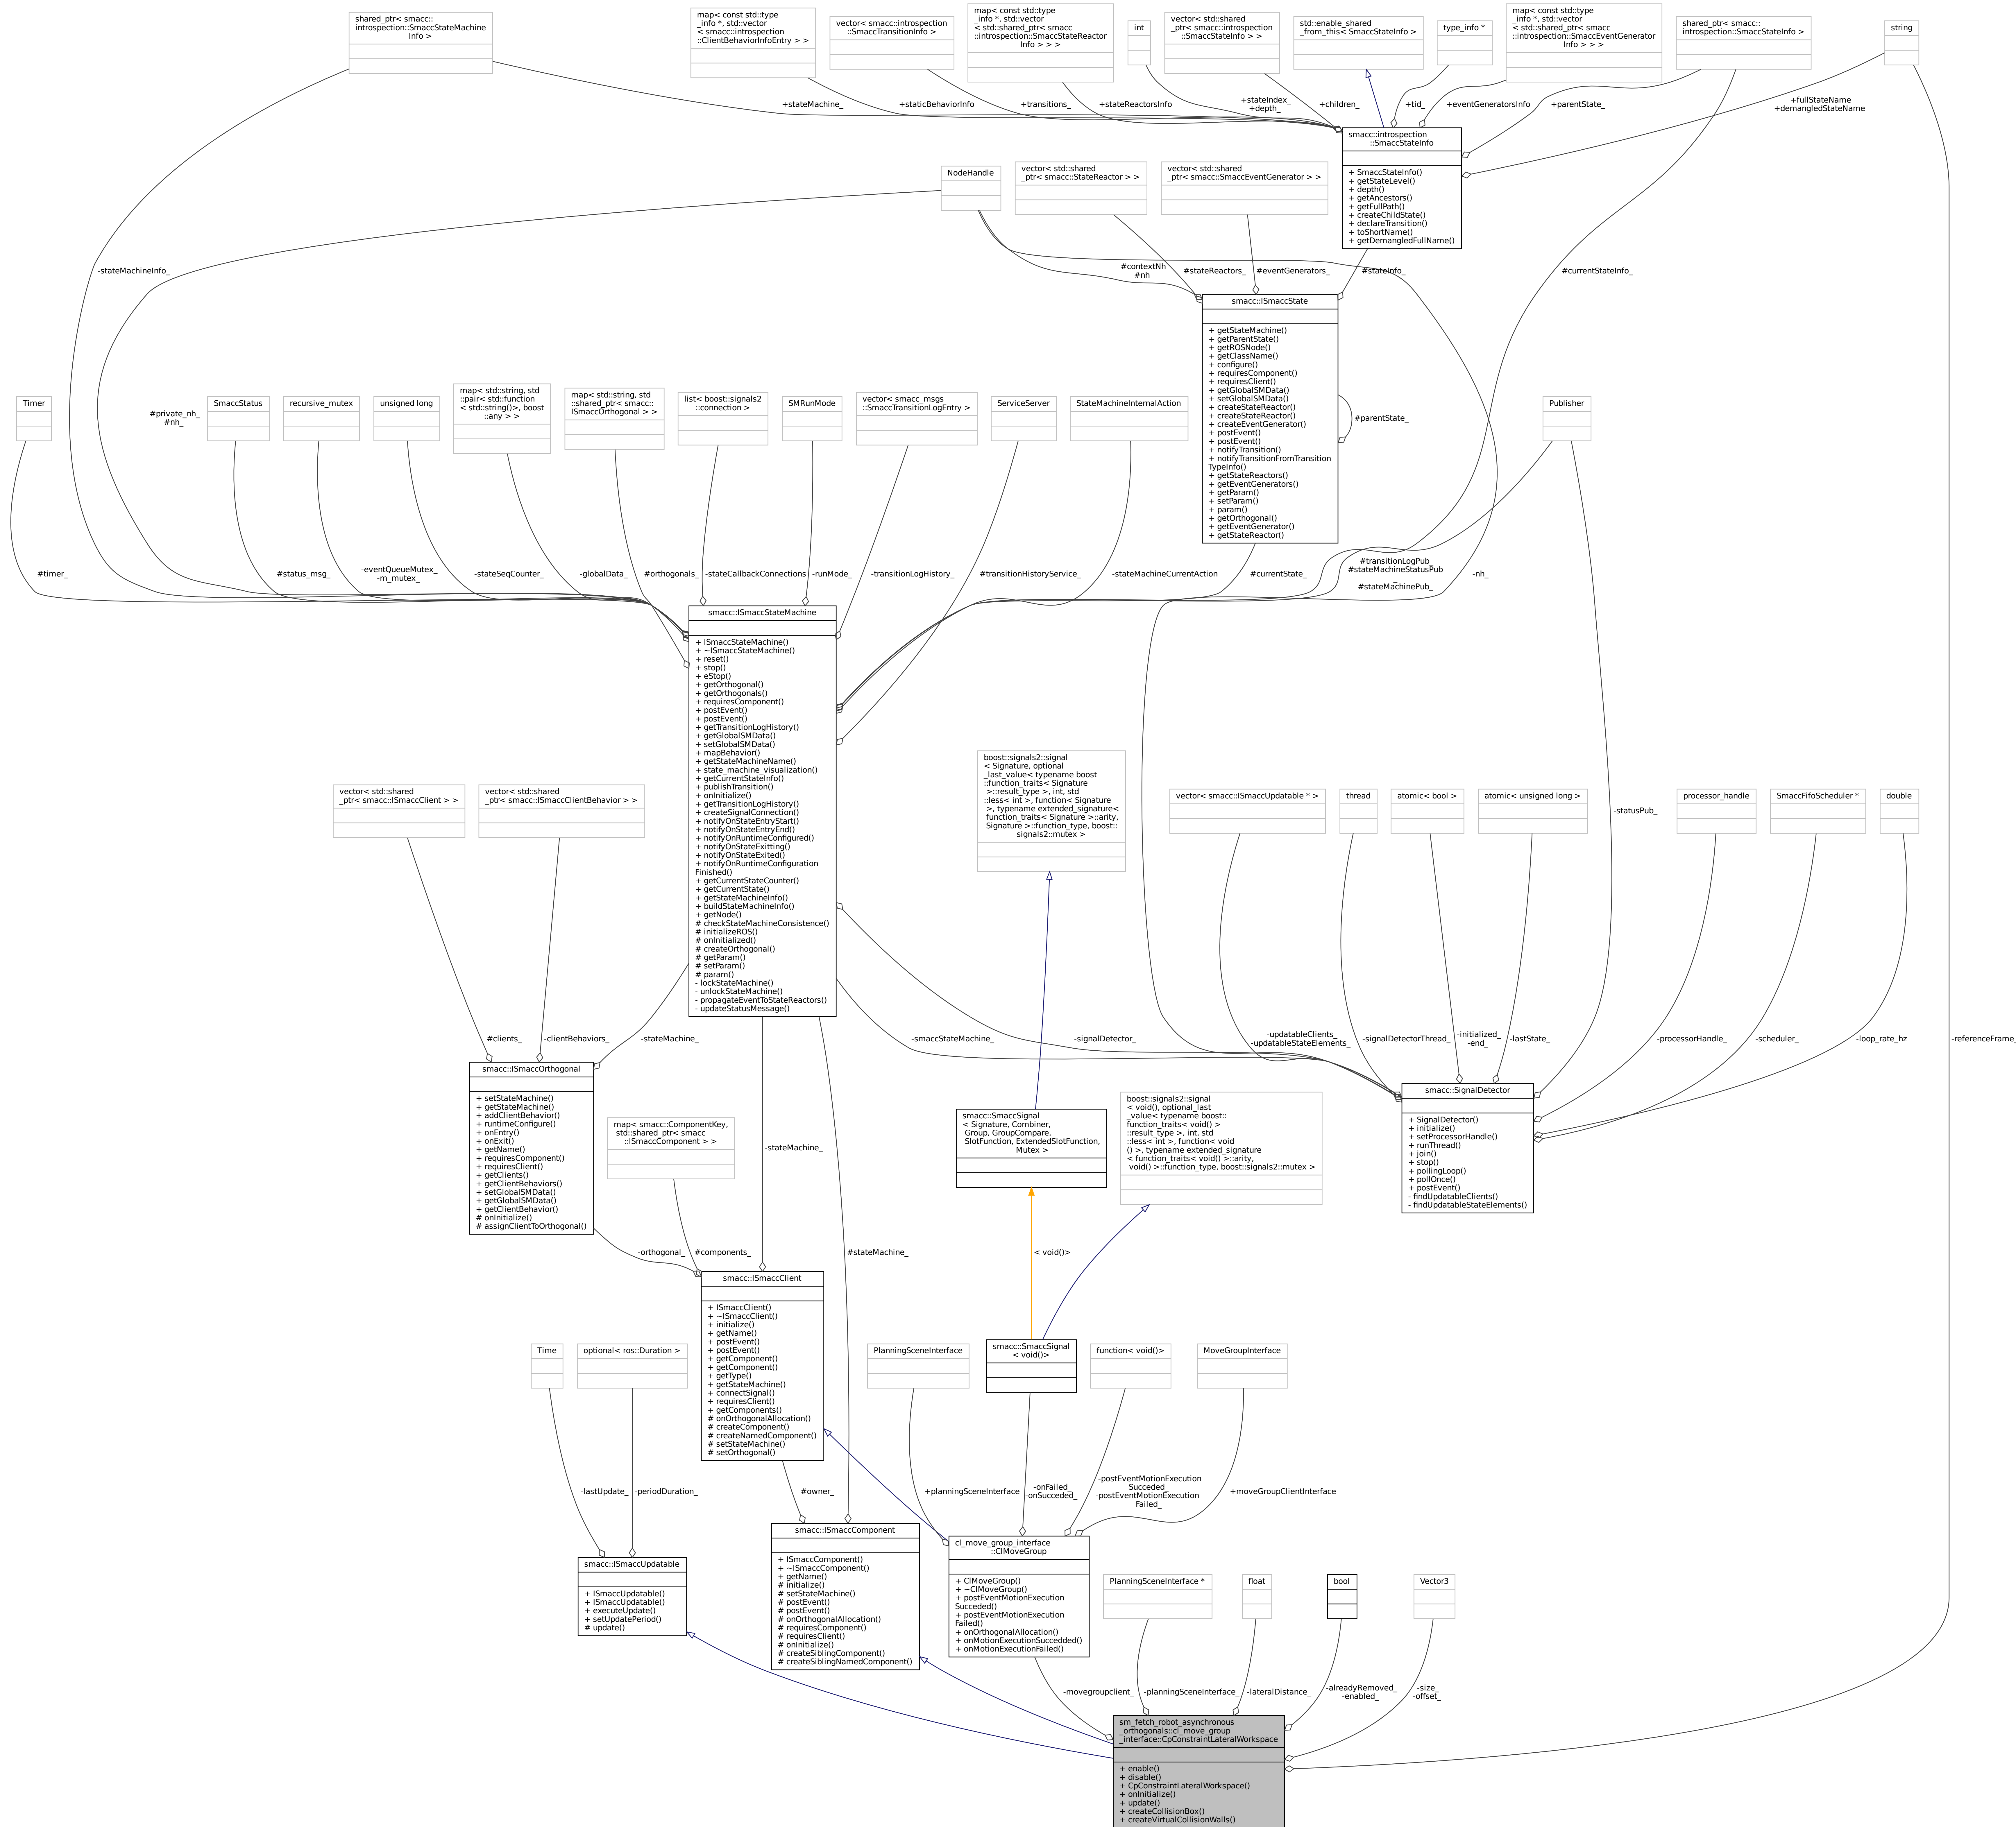 shared_ptr< smacc::
introspection::SmaccStateMachine
Info >
map< const std::type
_info *, std::vector
< smacc::introspection
::ClientBehaviorInfoEntry > >
vector< smacc::introspection
::SmaccTransitionInfo >
map< const std::type
_info *, std::vector
< std::shared_ptr< smacc
::introspection::SmaccStateReactor
Info > > >
int
vector< std::shared
_ptr< smacc::introspection
::SmaccStateInfo > >
std::enable_shared
_from_this< SmaccStateInfo >
type_info *
map< const std::type
_info *, std::vector
< std::shared_ptr< smacc
::introspection::SmaccEventGenerator
Info > > >
shared_ptr< smacc::
introspection::SmaccStateInfo >
string
+stateMachine_
+staticBehaviorInfo
+transitions_
+stateReactorsInfo
+stateIndex_
+depth_
+children_
+tid_
+eventGeneratorsInfo
+parentState_
+fullStateName
+demangledStateName
smacc::introspection
::SmaccStateInfo
+ SmaccStateInfo()
+ getStateLevel()
+ depth()
+ getAncestors()
+ getFullPath()
+ createChildState()
+ declareTransition()
+ toShortName()
+ getDemangledFullName()
NodeHandle
vector< std::shared
_ptr< smacc::StateReactor > >
vector< std::shared
_ptr< smacc::SmaccEventGenerator > >
-stateMachineInfo_
#contextNh
#nh
#stateReactors_
#eventGenerators_
#stateInfo_
#currentStateInfo_
smacc::ISmaccState
+ getStateMachine()
+ getParentState()
+ getROSNode()
+ getClassName()
+ configure()
+ requiresComponent()
+ requiresClient()
+ getGlobalSMData()
+ setGlobalSMData()
+ createStateReactor()
+ createStateReactor()
+ createEventGenerator()
+ postEvent()
+ postEvent()
+ notifyTransition()
+ notifyTransitionFromTransition
TypeInfo()
+ getStateReactors()
+ getEventGenerators()
+ getParam()
+ setParam()
+ param()
+ getOrthogonal()
+ getEventGenerator()
+ getStateReactor()
#parentState_
Timer
#private_nh_
#nh_
SmaccStatus
recursive_mutex
unsigned long
map< std::string, std
::pair< std::function
< std::string()>, boost
::any > >
map< std::string, std
::shared_ptr< smacc::
ISmaccOrthogonal > >
list< boost::signals2
::connection >
SMRunMode
vector< smacc_msgs
::SmaccTransitionLogEntry >
ServiceServer
StateMachineInternalAction
Publisher
#timer_
#status_msg_
-eventQueueMutex_
-m_mutex_
-stateSeqCounter_
-globalData_
#orthogonals_
-stateCallbackConnections
-runMode_
-transitionLogHistory_
#transitionHistoryService_
-stateMachineCurrentAction
#currentState_
#transitionLogPub_
#stateMachineStatusPub
_
#stateMachinePub_
-nh_
smacc::ISmaccStateMachine
+ ISmaccStateMachine()
+ ~ISmaccStateMachine()
+ reset()
+ stop()
+ eStop()
+ getOrthogonal()
+ getOrthogonals()
+ requiresComponent()
+ postEvent()
+ postEvent()
+ getTransitionLogHistory()
+ getGlobalSMData()
+ setGlobalSMData()
+ mapBehavior()
+ getStateMachineName()
+ state_machine_visualization()
+ getCurrentStateInfo()
+ publishTransition()
+ onInitialize()
+ getTransitionLogHistory()
+ createSignalConnection()
+ notifyOnStateEntryStart()
+ notifyOnStateEntryEnd()
+ notifyOnRuntimeConfigured()
+ notifyOnStateExitting()
+ notifyOnStateExited()
+ notifyOnRuntimeConfiguration
Finished()
+ getCurrentStateCounter()
+ getCurrentState()
+ getStateMachineInfo()
+ buildStateMachineInfo()
+ getNode()
# checkStateMachineConsistence()
# initializeROS()
# onInitialized()
# createOrthogonal()
# getParam()
# setParam()
# param()
- lockStateMachine()
- unlockStateMachine()
- propagateEventToStateReactors()
- updateStatusMessage()
vector< std::shared
_ptr< smacc::ISmaccClient > >
vector< std::shared
_ptr< smacc::ISmaccClientBehavior > >
boost::signals2::signal
< Signature, optional
_last_value< typename boost
::function_traits< Signature
>::result_type >, int, std
::less< int >, function< Signature
>, typename extended_signature<
function_traits< Signature >::arity,
Signature >::function_type, boost::
signals2::mutex >
vector< smacc::ISmaccUpdatable * >
thread
atomic< bool >
atomic< unsigned long >
processor_handle
SmaccFifoScheduler *
double
-statusPub_
#clients_
-clientBehaviors_
-stateMachine_
-smaccStateMachine_
-signalDetector_
-updatableClients_
-updatableStateElements_
-signalDetectorThread_
-initialized_
-end_
-lastState_
-processorHandle_
-scheduler_
-loop_rate_hz
-referenceFrame_
smacc::ISmaccOrthogonal
+ setStateMachine()
+ getStateMachine()
+ addClientBehavior()
+ runtimeConfigure()
+ onEntry()
+ onExit()
+ getName()
+ requiresComponent()
+ requiresClient()
+ getClients()
+ getClientBehaviors()
+ setGlobalSMData()
+ getGlobalSMData()
+ getClientBehavior()
# onInitialize()
# assignClientToOrthogonal()
map< smacc::ComponentKey,
std::shared_ptr< smacc
::ISmaccComponent > >
-stateMachine_
smacc::SmaccSignal
< Signature, Combiner,
Group, GroupCompare,
SlotFunction, ExtendedSlotFunction,
Mutex >
boost::signals2::signal
< void(), optional_last
_value< typename boost::
function_traits< void() >
::result_type >, int, std
::less< int >, function< void
() >, typename extended_signature
< function_traits< void() >::arity,
void() >::function_type, boost::signals2::mutex >
smacc::SignalDetector
+ SignalDetector()
+ initialize()
+ setProcessorHandle()
+ runThread()
+ join()
+ stop()
+ pollingLoop()
+ pollOnce()
+ postEvent()
- findUpdatableClients()
- findUpdatableStateElements()
-orthogonal_
#components_
#stateMachine_
< void()>
smacc::ISmaccClient
+ ISmaccClient()
+ ~ISmaccClient()
+ initialize()
+ getName()
+ postEvent()
+ postEvent()
+ getComponent()
+ getComponent()
+ getType()
+ getStateMachine()
+ connectSignal()
+ requiresClient()
+ getComponents()
# onOrthogonalAllocation()
# createComponent()
# createNamedComponent()
# setStateMachine()
# setOrthogonal()
Time
optional< ros::Duration >
PlanningSceneInterface
smacc::SmaccSignal
< void()>
function< void()>
MoveGroupInterface
-lastUpdate_
-periodDuration_
#owner_
+planningSceneInterface
-onFailed_
-onSucceded_
-postEventMotionExecution
Succeded_
-postEventMotionExecution
Failed_
+moveGroupClientInterface
smacc::ISmaccUpdatable
+ ISmaccUpdatable()
+ ISmaccUpdatable()
+ executeUpdate()
+ setUpdatePeriod()
# update()
smacc::ISmaccComponent
+ ISmaccComponent()
+ ~ISmaccComponent()
+ getName()
# initialize()
# setStateMachine()
# postEvent()
# postEvent()
# onOrthogonalAllocation()
# requiresComponent()
# requiresClient()
# onInitialize()
# createSiblingComponent()
# createSiblingNamedComponent()
cl_move_group_interface
::ClMoveGroup
+ ClMoveGroup()
+ ~ClMoveGroup()
+ postEventMotionExecution
Succeded()
+ postEventMotionExecution
Failed()
+ onOrthogonalAllocation()
+ onMotionExecutionSuccedded()
+ onMotionExecutionFailed()
PlanningSceneInterface *
float
bool
Vector3
-movegroupclient_
-planningSceneInterface_
-lateralDistance_
-alreadyRemoved_
-enabled_
-size_
-offset_
sm_fetch_robot_asynchronous
_orthogonals::cl_move_group
_interface::CpConstraintLateralWorkspace
+ enable()
+ disable()
+ CpConstraintLateralWorkspace()
+ onInitialize()
+ update()
+ createCollisionBox()
+ createVirtualCollisionWalls()